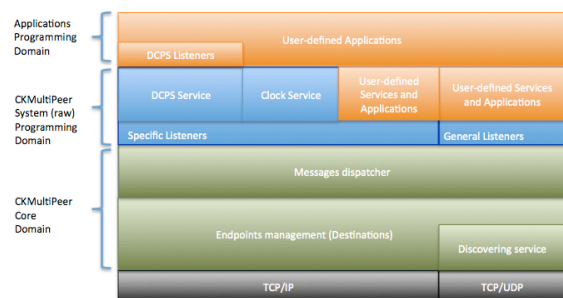 Applications
Programming
Domain
User-defined Applications
DCPS Listeners
CKMultiPeer
System (raw)
Programming
Domain
DCPS Service
Clock Service
User-defined
Services and
Applications
User-defined Services
and Applications
Specific Listeners
General Listeners
CKMultiPeer
Core
Domain
Messages dispatcher
Endpoints management (Destinations)
Discovering service
TCP/IP
TCP/UDP